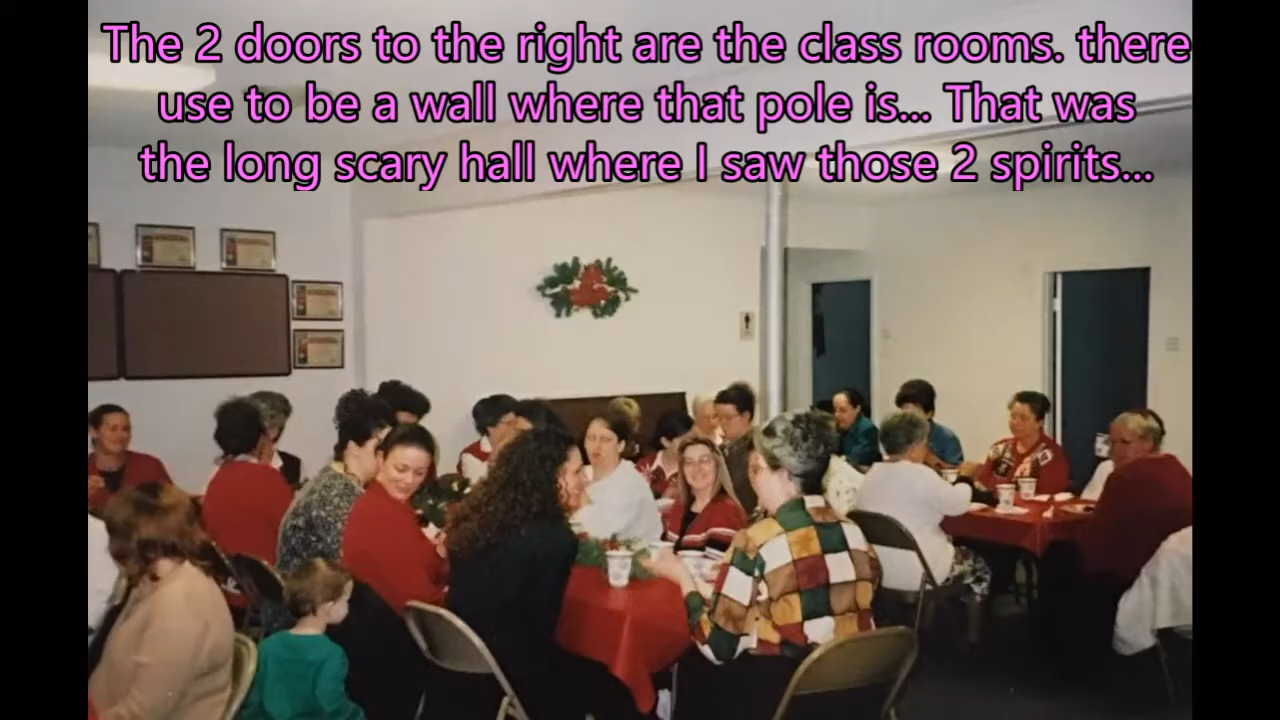 The 2 doors to the right are the class rooms. there
use to be a wall where that pole is... That was
the long scary hall where I saw those 2 spirits...